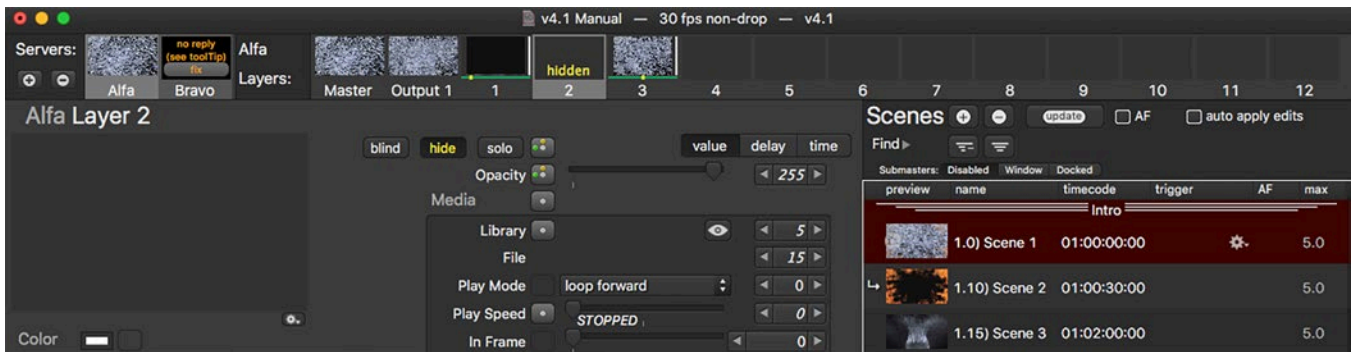 v4.1 Manual — 30 fps non-drop — v4.1
Servers:
no reply
(see toolTip)
fix
Alfa
Bravo
Alfa
Layers:
hidden
Master Output 1 1 2 3 4 5 6 7 8 9 10 11 12
Alfa Layer 2
blind hide solo value delay time
Opacity 255
Media
Library 5
File 15
Play Mode loop forward 0
Play Speed STOPPED 0
In Frame 0
Color
Scenes update AF auto apply edits
Find
Submasters: Disabled Window Docked
preview name timecode trigger AF max
Intro
1.0) Scene 1 01:00:00:00 5.0
1.10) Scene 2 01:00:30:00 5.0
1.15) Scene 3 01:02:00:00 5.0